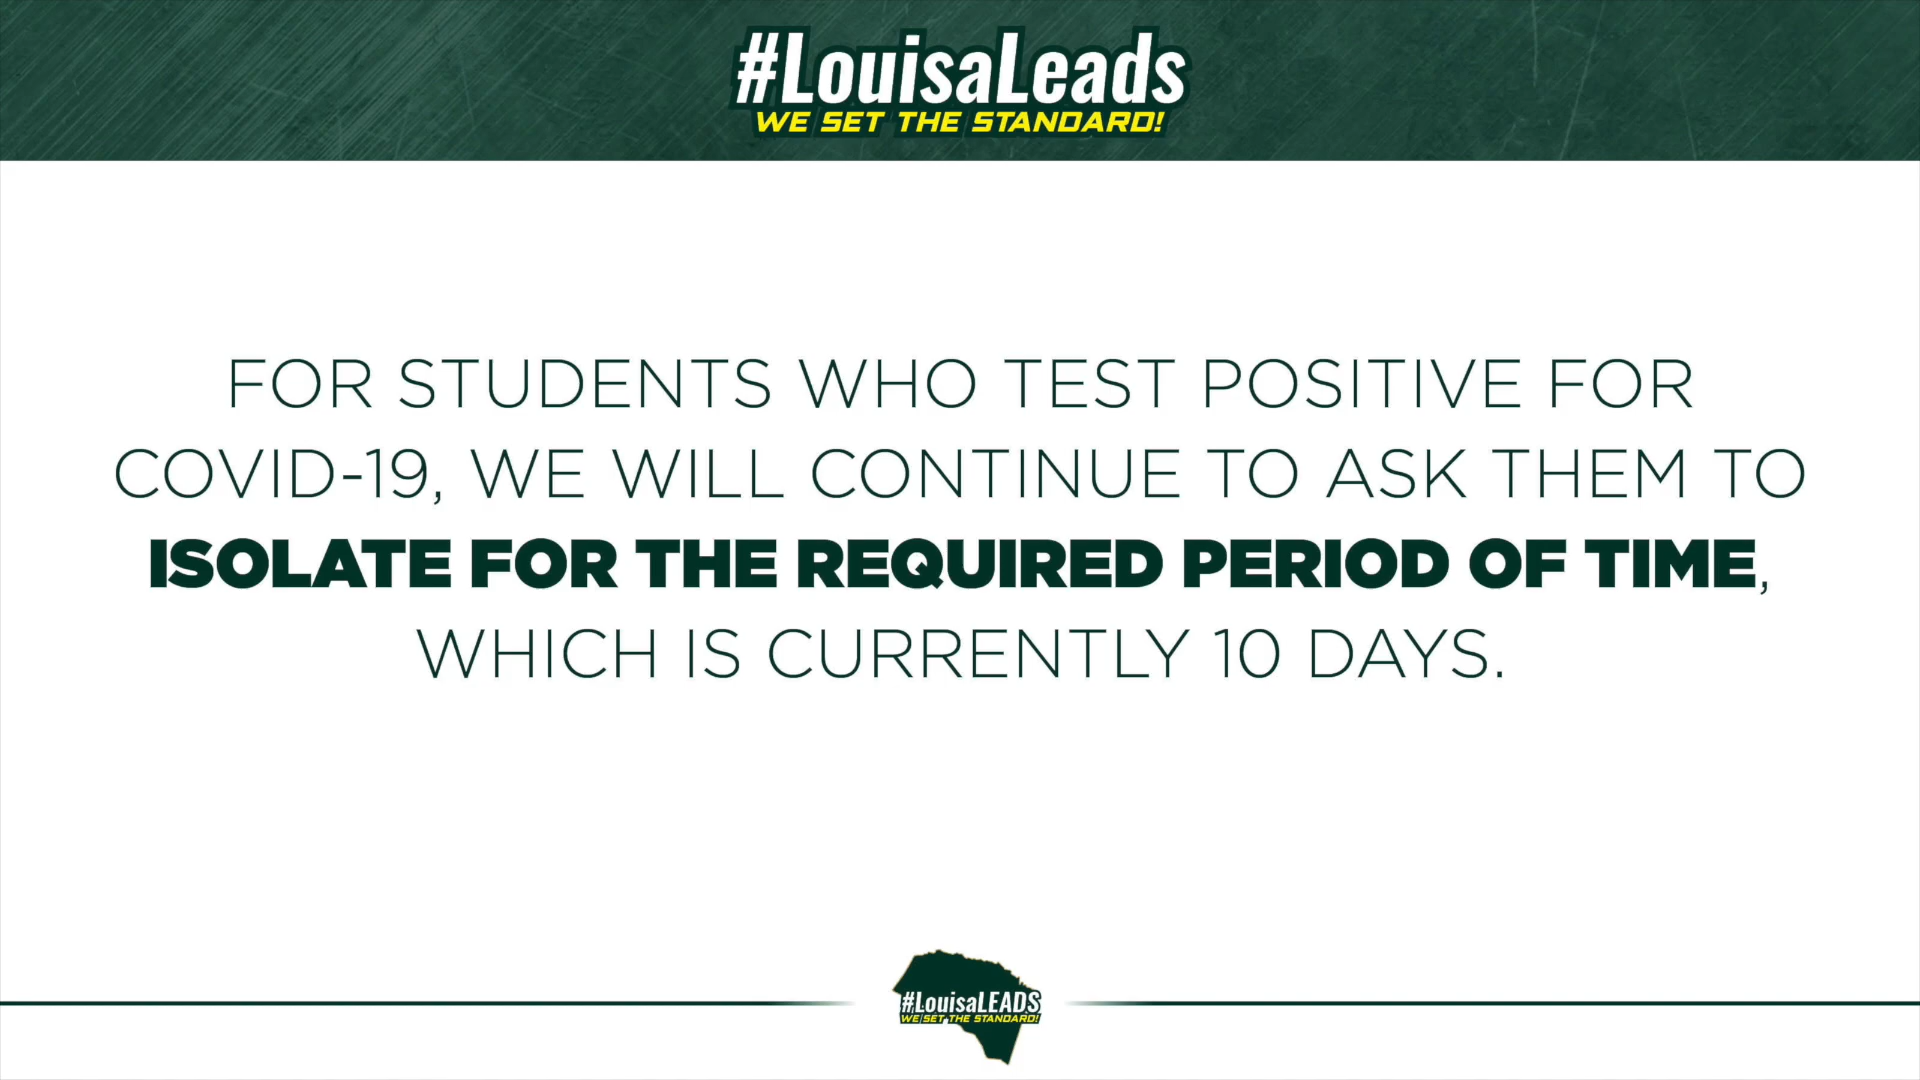 #LouisaLeads
WE SET THE STANDARD!
FOR STUDENTS WHO TEST POSITIVE FOR
COVID-19, WE WILL CONTINUE TO ASK THEM TO
ISOLATE FOR THE REQUIRED PERIOD OF TIME,
WHICH IS CURRENTLY 10 DAYS.
#LouisaLEADS
WE SET THE STANDARD!